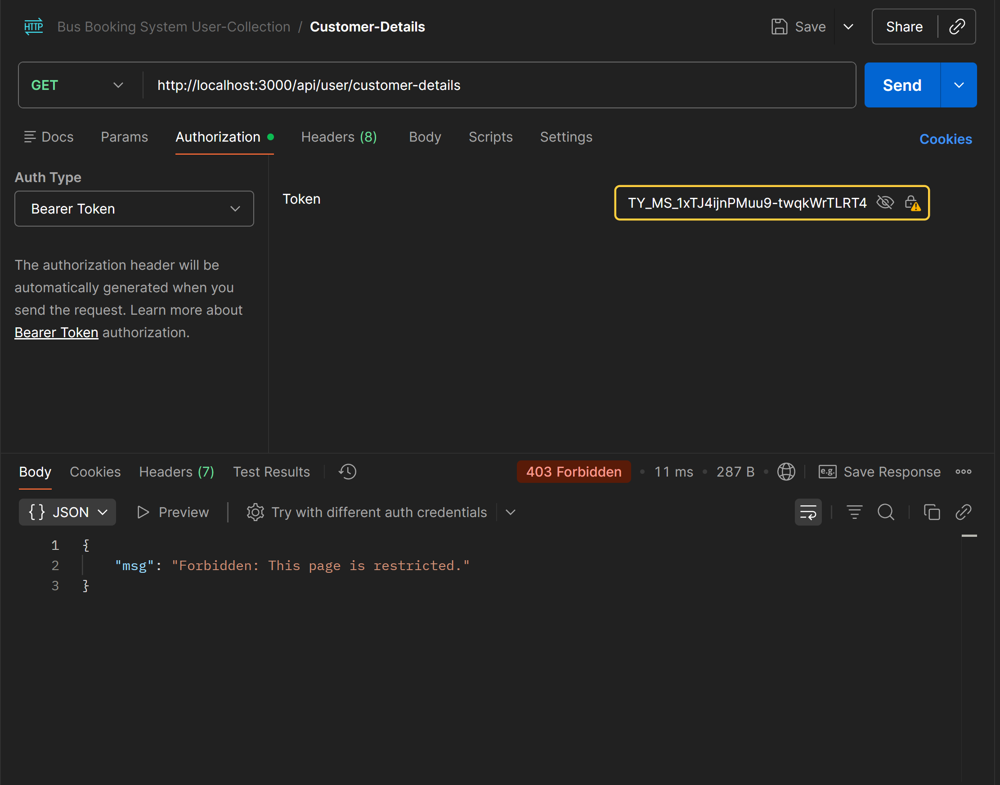 HTTP Bus Booking System User-Collection / Customer-Details Save Share
GET http://localhost:3000/api/user/customer-details Send
Docs Params Authorization Headers (8) Body Scripts Settings Cookies
Auth Type
Bearer Token
Token TY_MS_1xTJ4ijnPMuu9-twqkWrTLRT4
The authorization header will be
automatically generated when you
send the request. Learn more about
Bearer Token authorization.
Body Cookies Headers (7) Test Results 403 Forbidden • 11 ms • 287 B • e.g. Save Response
{} JSON Preview Try with different auth credentials
1 {
2 "msg": "Forbidden: This page is restricted."
3 }